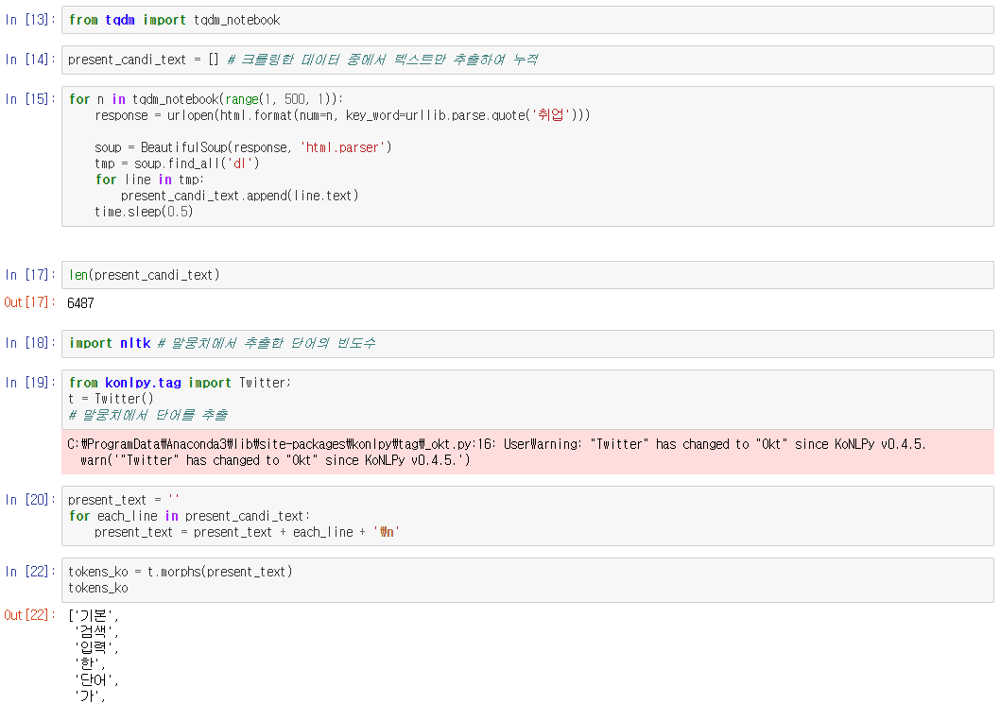 In [13]: from tqdm import tqdm_notebook
In [14]: present_candi_text = [] # 크롤링한 데이터 중에서 텍스트만 추출하여 누적
In [15]: for n in tqdm_notebook(range(1, 500, 1)):
response = urlopen(html.format(num=n, key_word=urllib.parse.quote('취업')))
soup = BeautifulSoup(response, 'html.parser')
tmp = soup.find_all('dl')
for line in tmp:
present_candi_text.append(line.text)
time.sleep(0.5)
In [17]: len(present_candi_text)
Out[17]: 6487
In [18]: import nltk # 말뭉치에서 추출한 단어의 빈도수
In [19]: from konlpy.tag import Twitter;
t = Twitter()
# 말뭉치에서 단어를 추출
C:₩ProgramData₩Anaconda3₩lib₩site-packages₩konlpy₩tag₩_okt.py:16: UserWarning: "Twitter" has changed to "Okt" since KoNLPy v0.4.5.
warn('"Twitter" has changed to "Okt" since KoNLPy v0.4.5.')
In [20]: present_text = ''
for each_line in present_candi_text:
present_text = present_text + each_line + '₩n'
In [22]: tokens_ko = t.morphs(present_text)
tokens_ko
Out[22]: ['기본',
'검색',
'입력',
'한',
'단어',
'가',